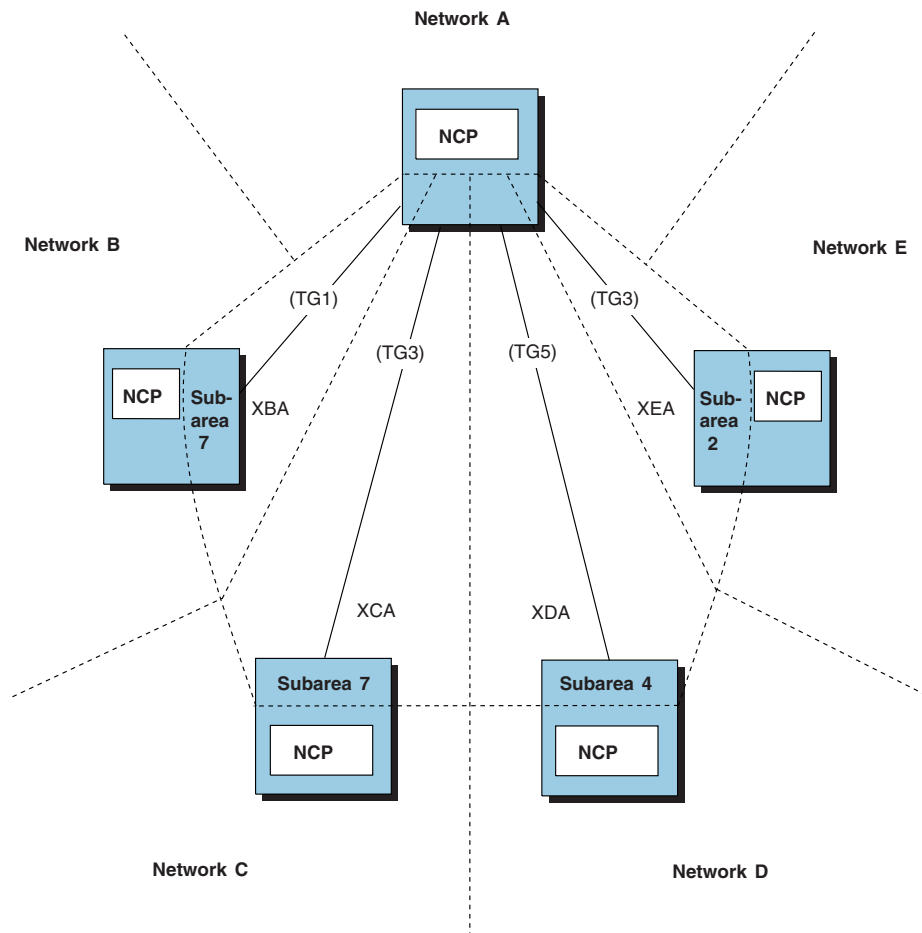 Network A
NCP
Network B
Network E
(TG1)
(TG3)
(TG3)
(TG5)
NCP
Sub-
area
7
XBA
XEA
Sub-
area
2
NCP
XCA
XDA
Subarea 7
NCP
Subarea 4
NCP
Network C
Network D